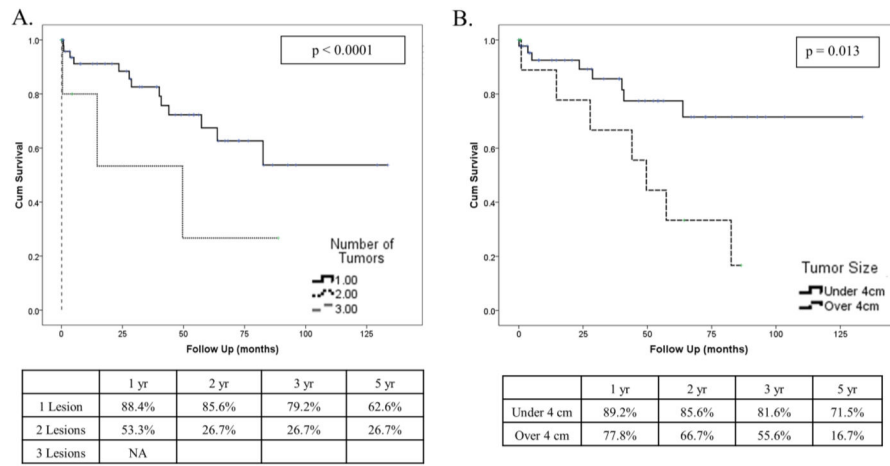 A.
p < 0.0001
Cum Survival
1.0
0.8
0.6
0.4
0.2
0.0
0 25 50 75 100 125
Follow Up (months)
Number of
Tumors
1.00
2.00
3.00
1 yr 2 yr 3 yr 5 yr
1 Lesion 88.4% 85.6% 79.2% 62.6%
2 Lesions 53.3% 26.7% 26.7% 26.7%
3 Lesions NA
B.
p = 0.013
Cum Survival
1.0
0.8
0.6
0.4
0.2
0.0
0 25 50 75 100 125
Follow Up (months)
Tumor Size
Under 4cm
Over 4cm
1 yr 2 yr 3 yr 5 yr
Under 4 cm 89.2% 85.6% 81.6% 71.5%
Over 4 cm 77.8% 66.7% 55.6% 16.7%